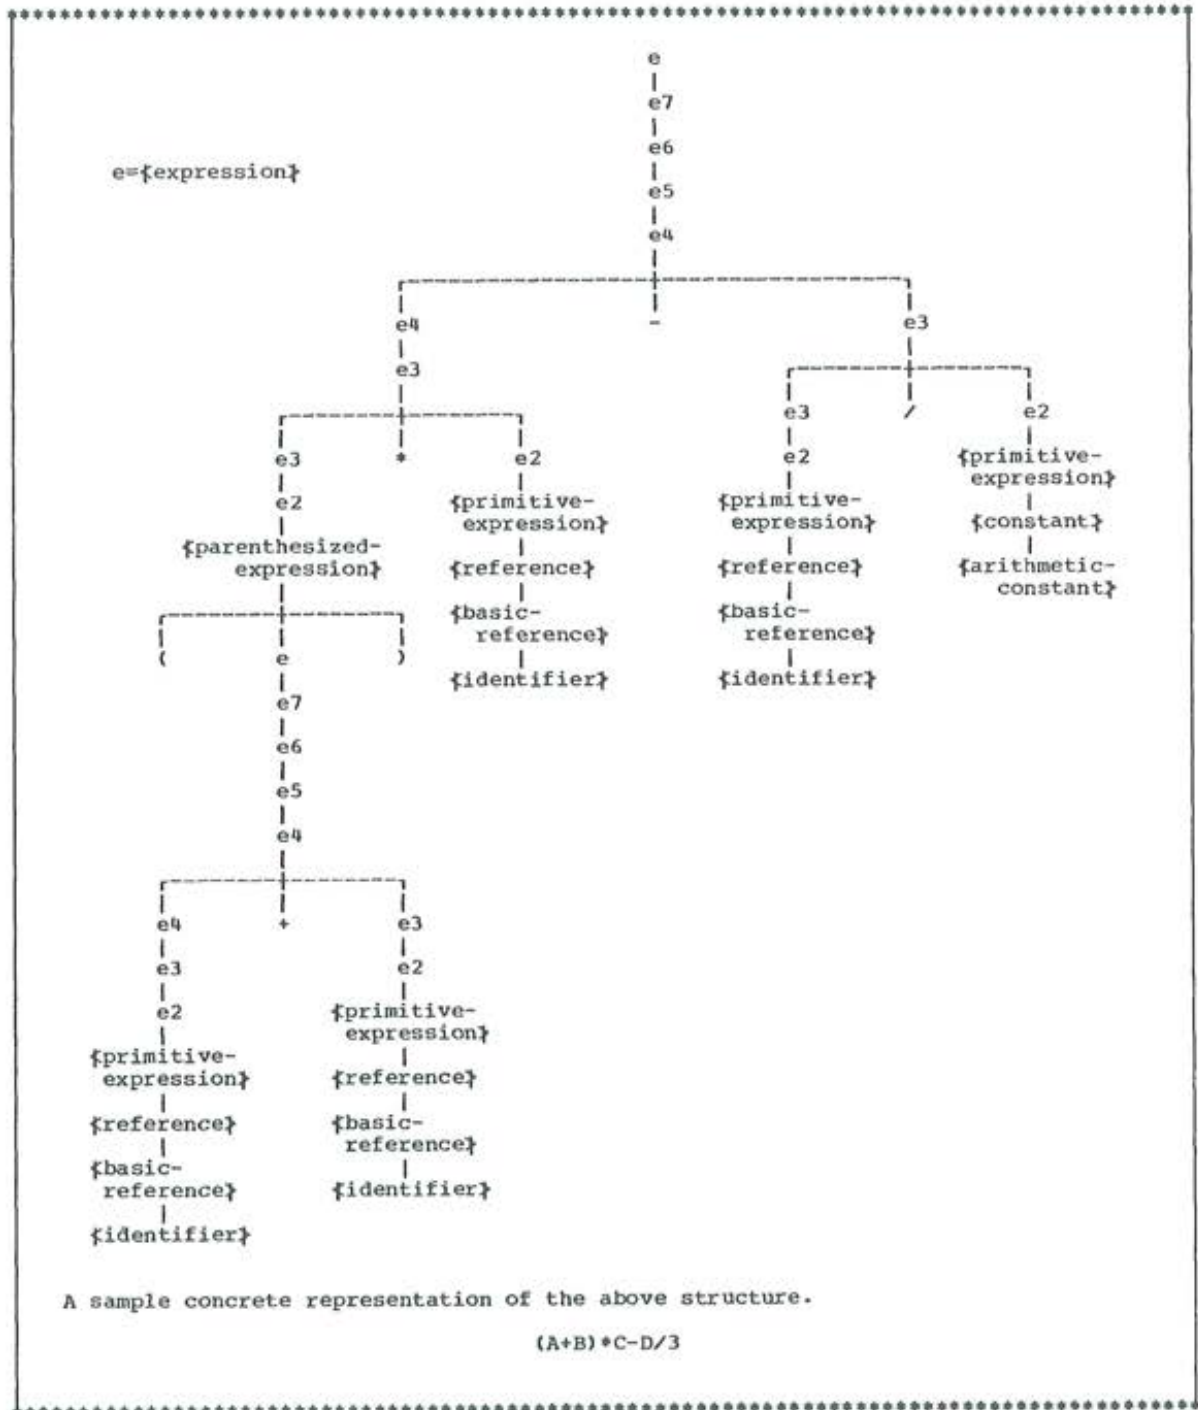 e
e7
e6
e={expression}
e5
e4
e4 - e3
e3
e3 / e2
e3 * e2 e2 {primitive-
expression}
e2 {primitive- {primitive-
expression} expression} {constant}
{parenthesized-
expression} {reference} {reference} {arithmetic-
constant}
{basic- {basic-
reference} reference}
( e )
{identifier} {identifier}
e7
e6
e5
e4
e4 + e3
e3 e2
e2 {primitive-
expression}
{primitive-
expression} {reference}
{reference} {basic-
reference}
{basic-
reference} {identifier}
{identifier}
A sample concrete representation of the above structure.
(A+B)*C-D/3